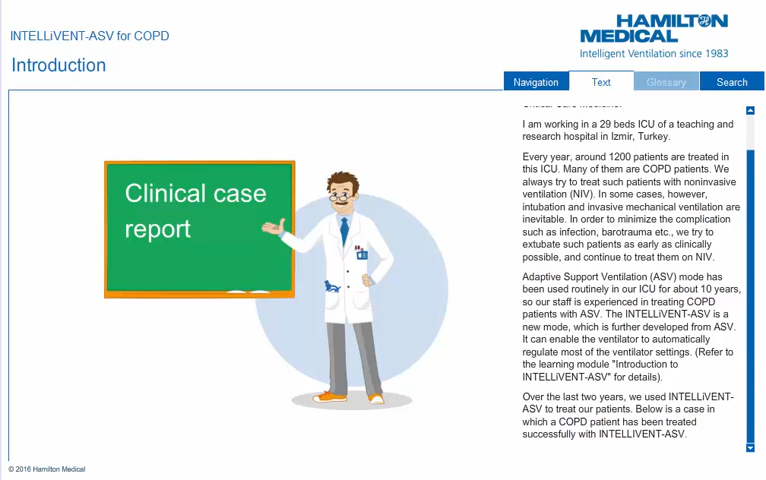 INTELLiVENT-ASV for COPD
Introduction
HAMILTON
MEDICAL
Intelligent Ventilation since 1983
Navigation
Text
Glossary
Search
Clinical case
report
I am working in a 29 beds ICU of a teaching and
research hospital in Izmir, Turkey.
Every year, around 1200 patients are treated in
this ICU. Many of them are COPD patients. We
always try to treat such patients with noninvasive
ventilation (NIV). In some cases, however,
intubation and invasive mechanical ventilation are
inevitable. In order to minimize the complication
such as infection, barotrauma etc., we try to
extubate such patients as early as clinically
possible, and continue to treat them on NIV.
Adaptive Support Ventilation (ASV) mode has
been used routinely in our ICU for about 10 years,
so our staff is experienced in treating COPD
patients with ASV. The INTELLiVENT-ASV is a
new mode, which is further developed from ASV.
It can enable the ventilator to automatically
regulate most of the ventilator settings. (Refer to
the learning module "Introduction to
INTELLiVENT-ASV" for details).
Over the last two years, we used INTELLiVENT-
ASV to treat our patients. Below is a case in
which a COPD patient has been treated
successfully with INTELLIVENT-ASV.
© 2016 Hamilton Medical